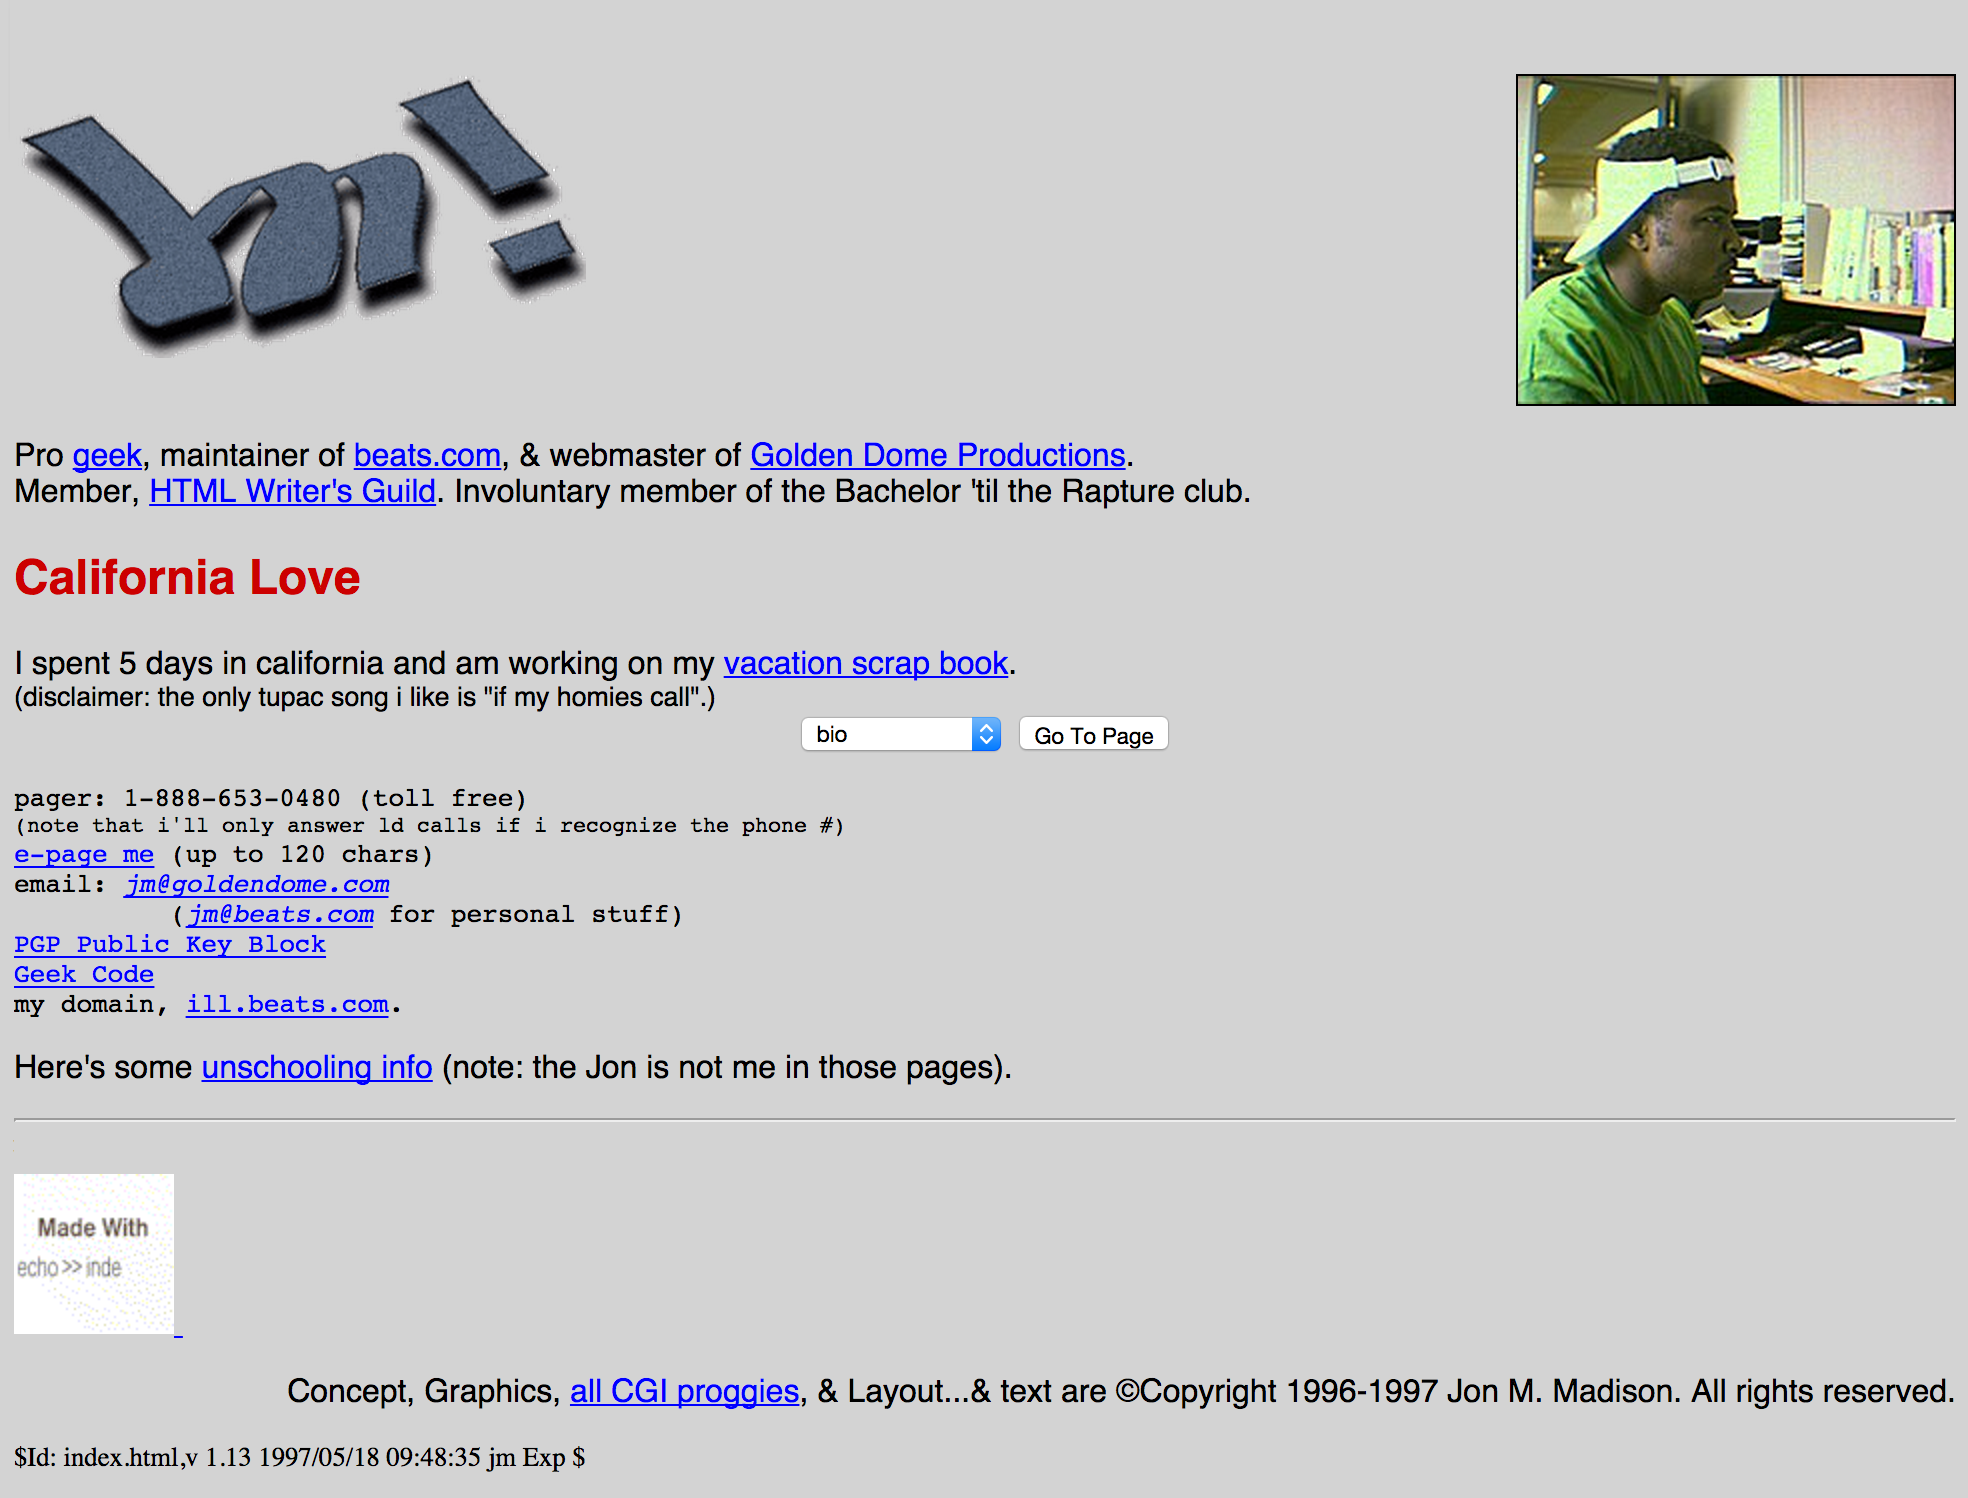 Jm!
Pro geek, maintainer of beats.com, & webmaster of Golden Dome Productions.
Member, HTML Writer's Guild. Involuntary member of the Bachelor 'til the Rapture club.
California Love
I spent 5 days in california and am working on my vacation scrap book.
(disclaimer: the only tupac song i like is "if my homies call".)
bio Go To Page
pager: 1-888-653-0480 (toll free)
(note that i'll only answer ld calls if i recognize the phone #)
e-page me (up to 120 chars)
email: jm@goldendome.com
(jm@beats.com for personal stuff)
PGP Public Key Block
Geek Code
my domain, ill.beats.com.
Here's some unschooling info (note: the Jon is not me in those pages).
Made With
echo >> inde
Concept, Graphics, all CGI proggies, & Layout...& text are ©Copyright 1996-1997 Jon M. Madison. All rights reserved.
$Id: index.html,v 1.13 1997/05/18 09:48:35 jm Exp $